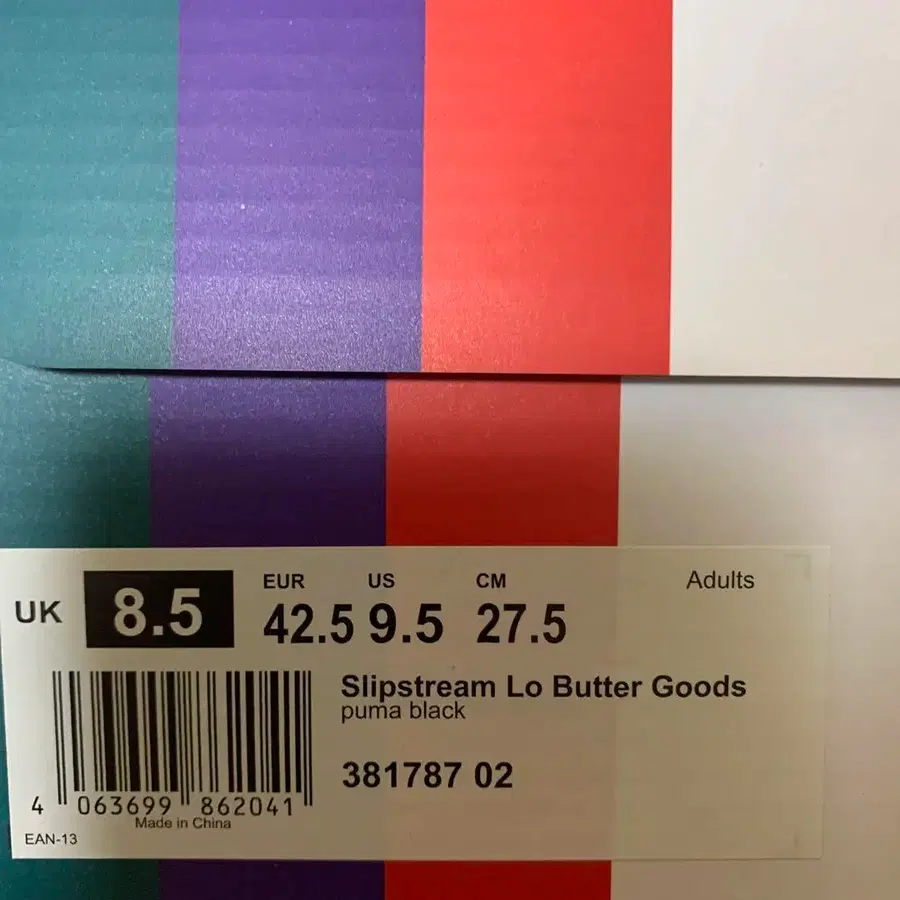 UK 8.5
EUR US CM Adults
42.5 9.5 27.5
Slipstream Lo Butter Goods
puma black
381787 02
4 063699 862041
Made in China
EAN-13